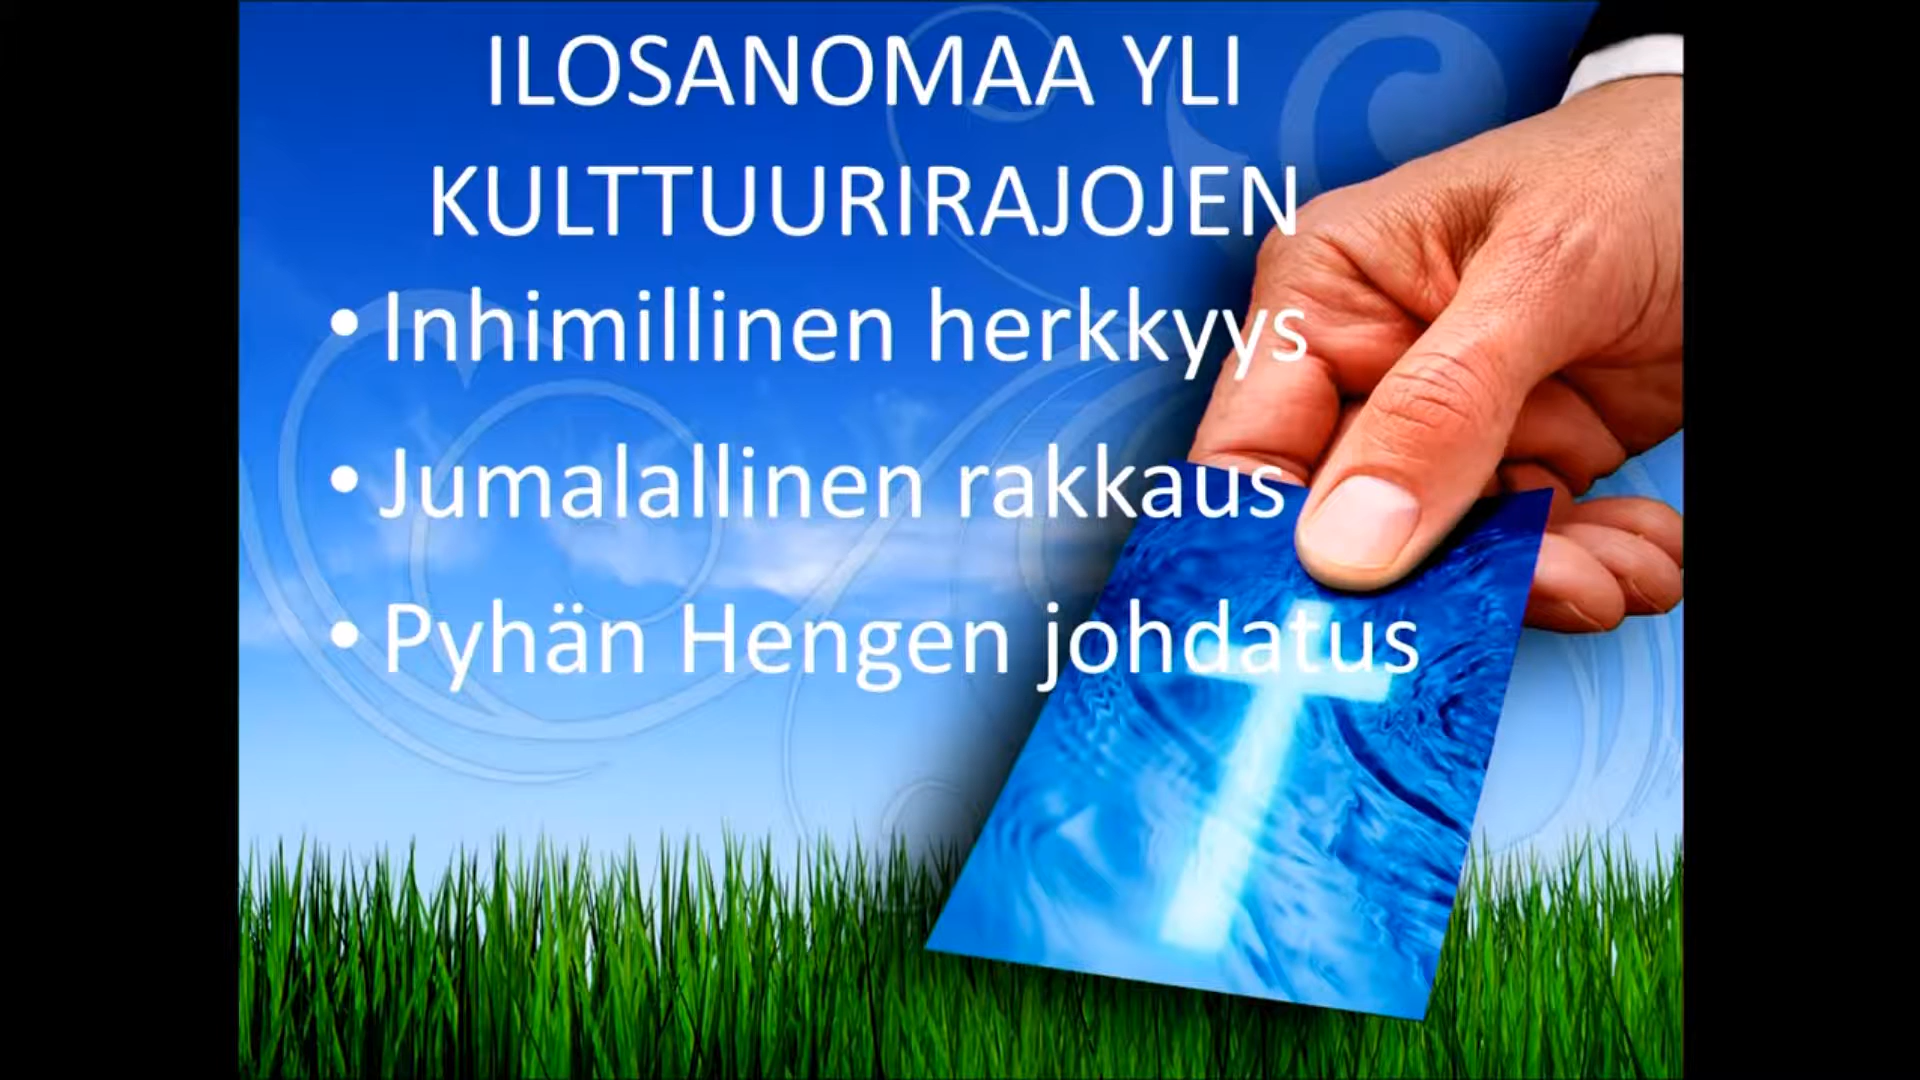 ILOSANOMAA YLI
KULTTUURIRAJOJEN
• Inhimillinen herkkyys
• Jumalallinen rakkaus
• Pyhän Hengen johdatus